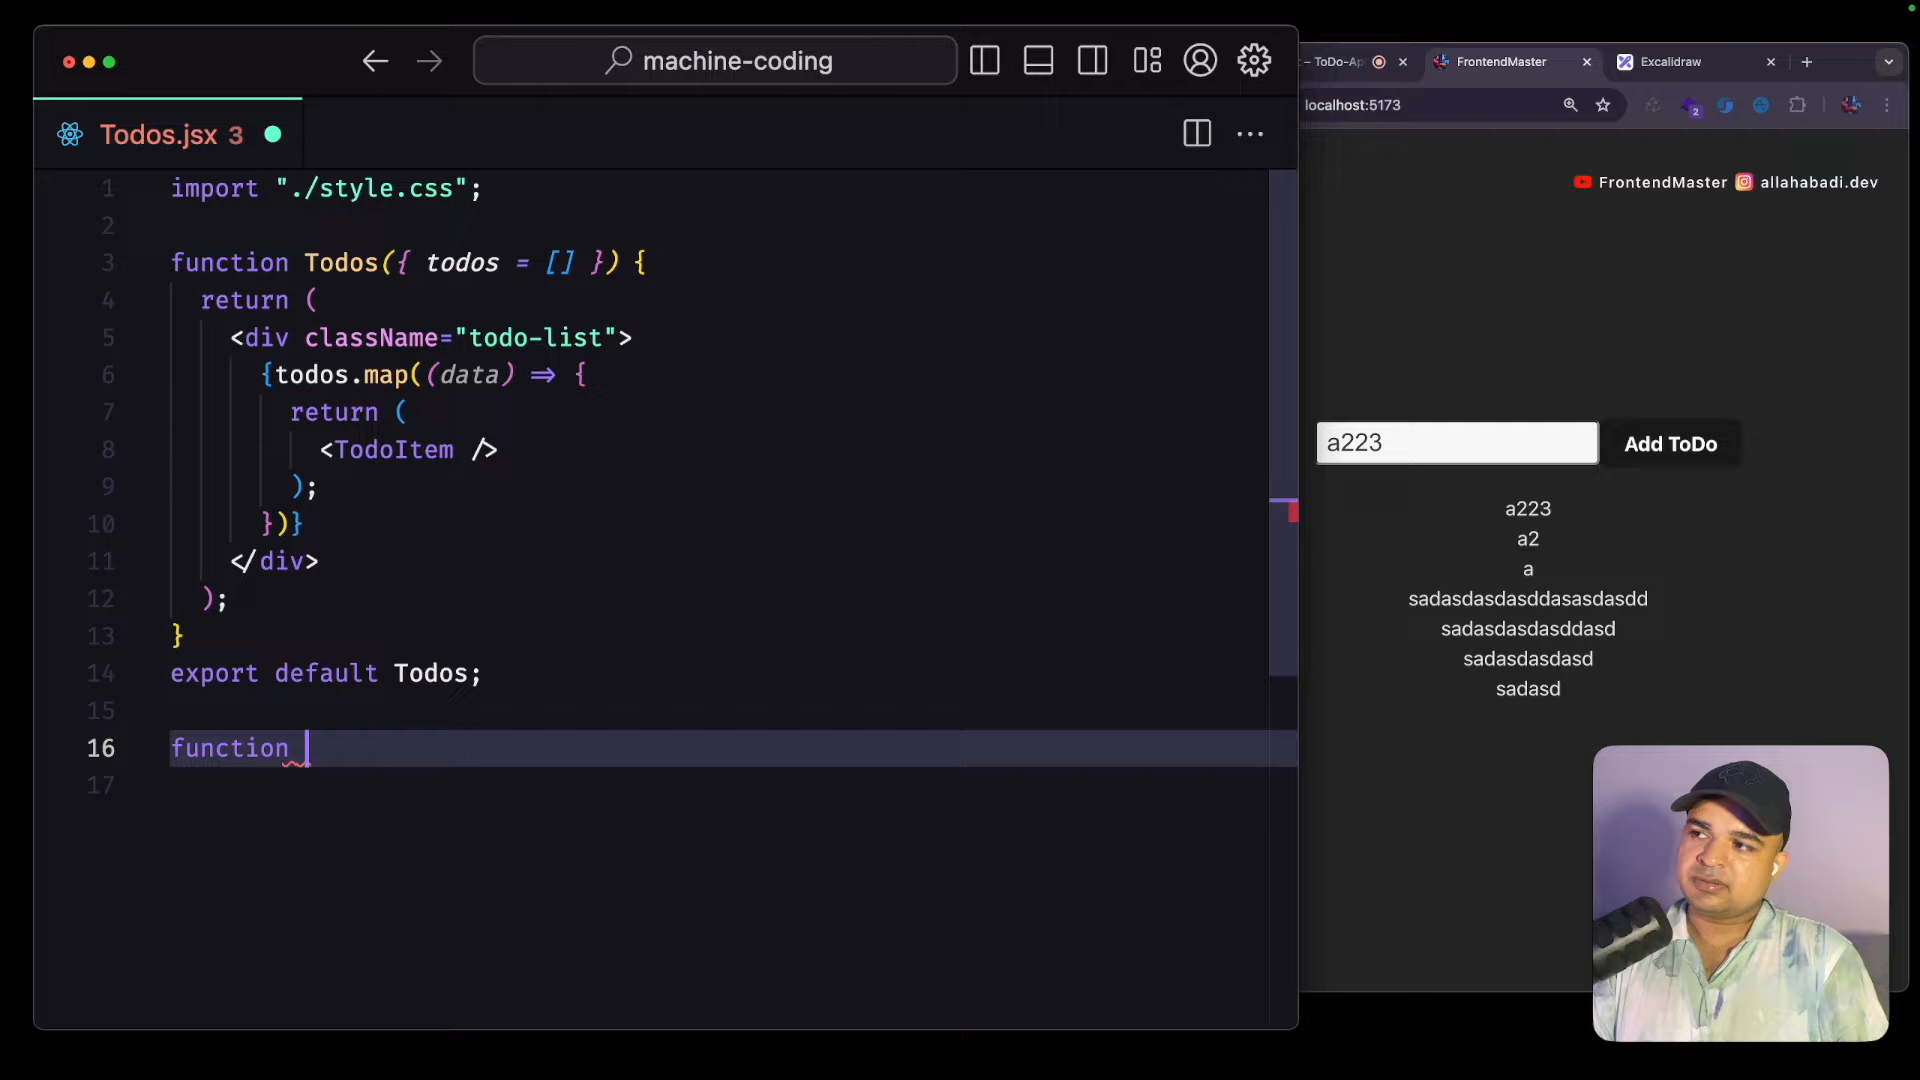 machine-coding
Todos.jsx 3
1 import "./style.css";
2
3 function Todos({ todos = [] }) {
4 return (
5 <div className="todo-list">
6 {todos.map((data) => {
7 return (
8 <TodoItem />
9 );
10 })}
11 </div>
12 );
13 }
14 export default Todos;
15
16 function
17
– ToDo-Ap
FrontendMaster
Excalidraw
localhost:5173
2
FrontendMaster allahabadi.dev
a223 Add ToDo
a223
a2
a
sadasdasdasddasasdasdd
sadasdasdasddasd
sadasdasdasd
sadasd